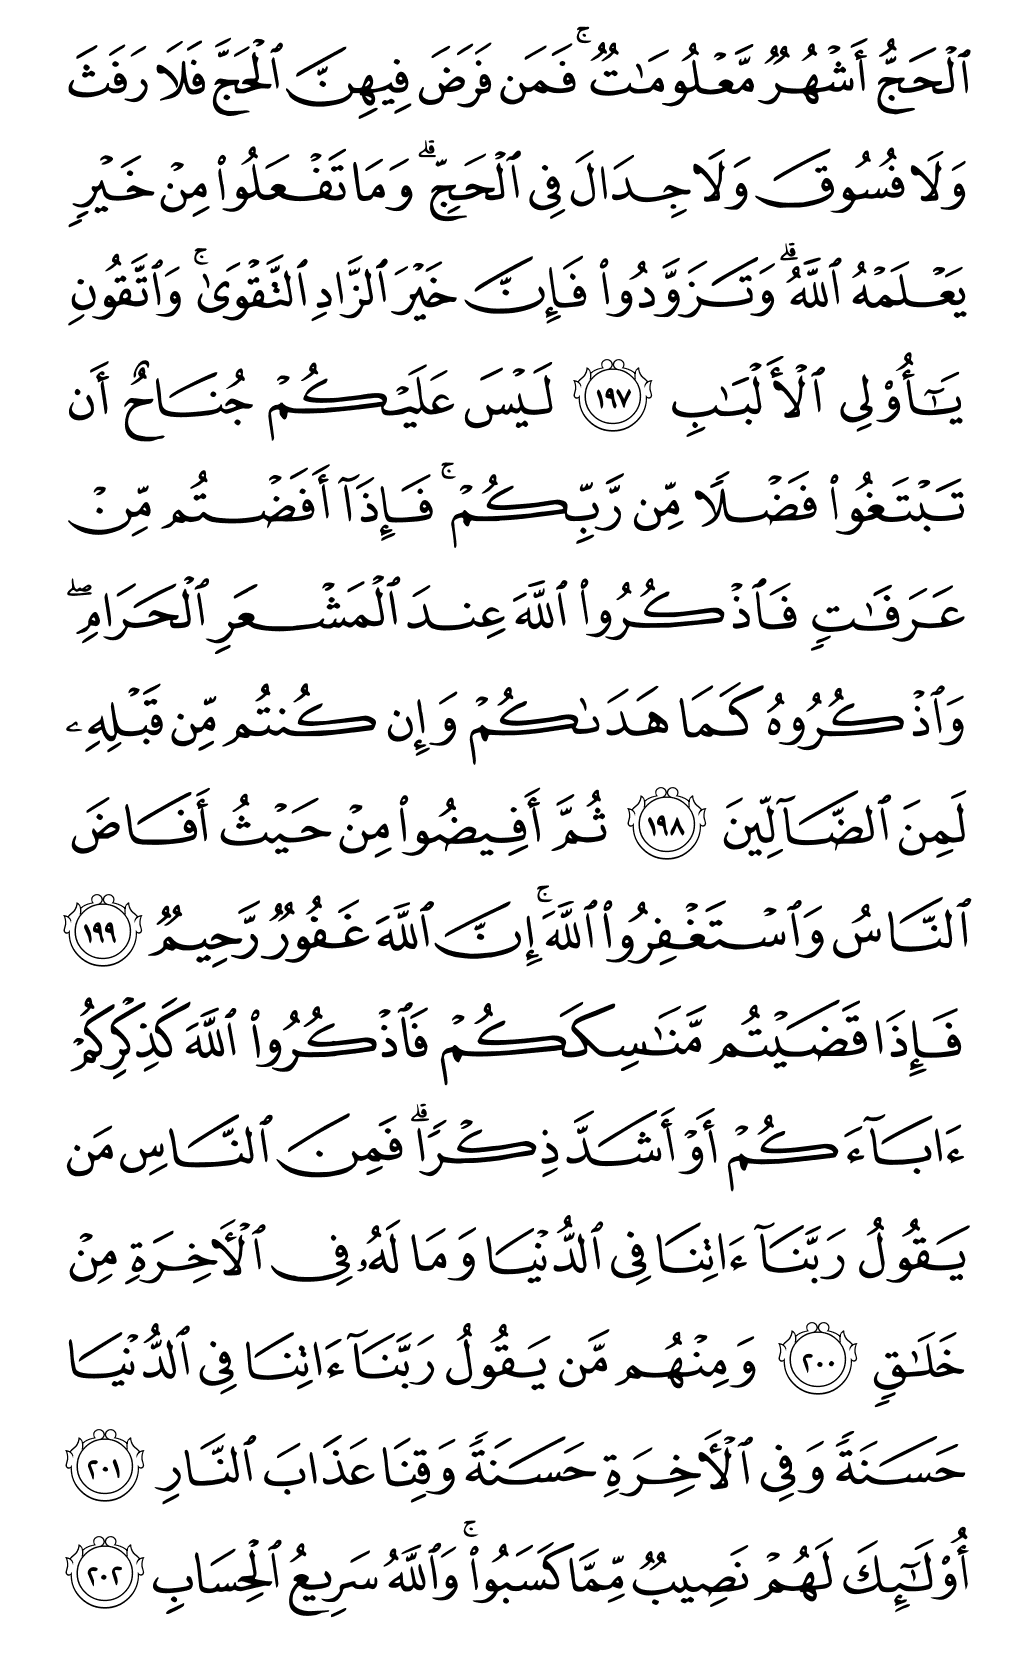 ٱلْحَجُّ أَشْهُرٌ مَّعْلُومَـٰتٌ ۚ فَمَن فَرَضَ فِيهِنَّ ٱلْحَجَّ فَلَا رَفَثَ
وَلَا فُسُوقَ وَلَا جِدَالَ فِى ٱلْحَجِّ ۗ وَمَا تَفْعَلُوا۟ مِنْ خَيْرٍ
يَعْلَمْهُ ٱللَّهُ ۗ وَتَزَوَّدُوا۟ فَإِنَّ خَيْرَ ٱلزَّادِ ٱلتَّقْوَىٰ ۚ وَٱتَّقُونِ
يَـٰٓأُو۟لِى ٱلْأَلْبَـٰبِ ١٩٧ لَيْسَ عَلَيْكُمْ جُنَاحٌ أَن
تَبْتَغُوا۟ فَضْلًا مِّن رَّبِّكُمْ ۚ فَإِذَآ أَفَضْتُم مِّنْ
عَرَفَـٰتٍ فَٱذْكُرُوا۟ ٱللَّهَ عِندَ ٱلْمَشْعَرِ ٱلْحَرَامِ ۖ
وَٱذْكُرُوهُ كَمَا هَدَىٰكُمْ وَإِن كُنتُم مِّن قَبْلِهِۦ
لَمِنَ ٱلضَّآلِّينَ ١٩٨ ثُمَّ أَفِيضُوا۟ مِنْ حَيْثُ أَفَاضَ
ٱلنَّاسُ وَٱسْتَغْفِرُوا۟ ٱللَّهَ ۚ إِنَّ ٱللَّهَ غَفُورٌ رَّحِيمٌ ١٩٩
فَإِذَا قَضَيْتُم مَّنَـٰسِكَكُمْ فَٱذْكُرُوا۟ ٱللَّهَ كَذِكْرِكُمْ
ءَابَآءَكُمْ أَوْ أَشَدَّ ذِكْرًا ۗ فَمِنَ ٱلنَّاسِ مَن
يَقُولُ رَبَّنَآ ءَاتِنَا فِى ٱلدُّنْيَا وَمَا لَهُۥ فِى ٱلْـَٔاخِرَةِ مِنْ
خَلَـٰقٍ ٢٠٠ وَمِنْهُم مَّن يَقُولُ رَبَّنَآ ءَاتِنَا فِى ٱلدُّنْيَا
حَسَنَةً وَفِى ٱلْـَٔاخِرَةِ حَسَنَةً وَقِنَا عَذَابَ ٱلنَّارِ ٢٠١
أُو۟لَـٰٓئِكَ لَهُمْ نَصِيبٌ مِّمَّا كَسَبُوا۟ ۚ وَٱللَّهُ سَرِيعُ ٱلْحِسَابِ ٢٠٢